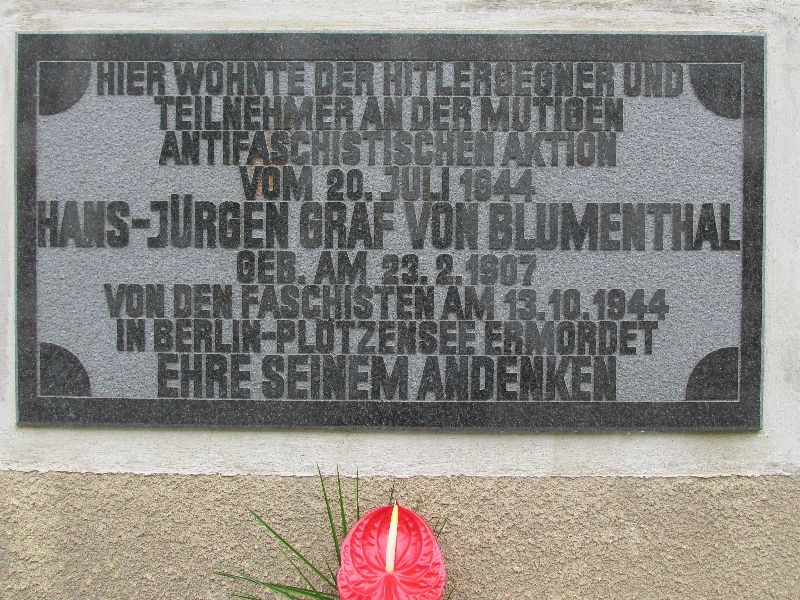 HIER WOHNTE DER HITLERGEGNER UND
TEILNEHMER AN DER MUTIGEN
ANTIFASCHISTISCHEN AKTION
VOM 20. JULI 1944
HANS-JÜRGEN GRAF VON BLUMENTHAL
GEB. AM 23. 2. 1907
VON DEN FASCHISTEN AM 13.10.1944
IN BERLIN-PLÖTZENSEE ERMORDET
EHRE SEINEM ANDENKEN